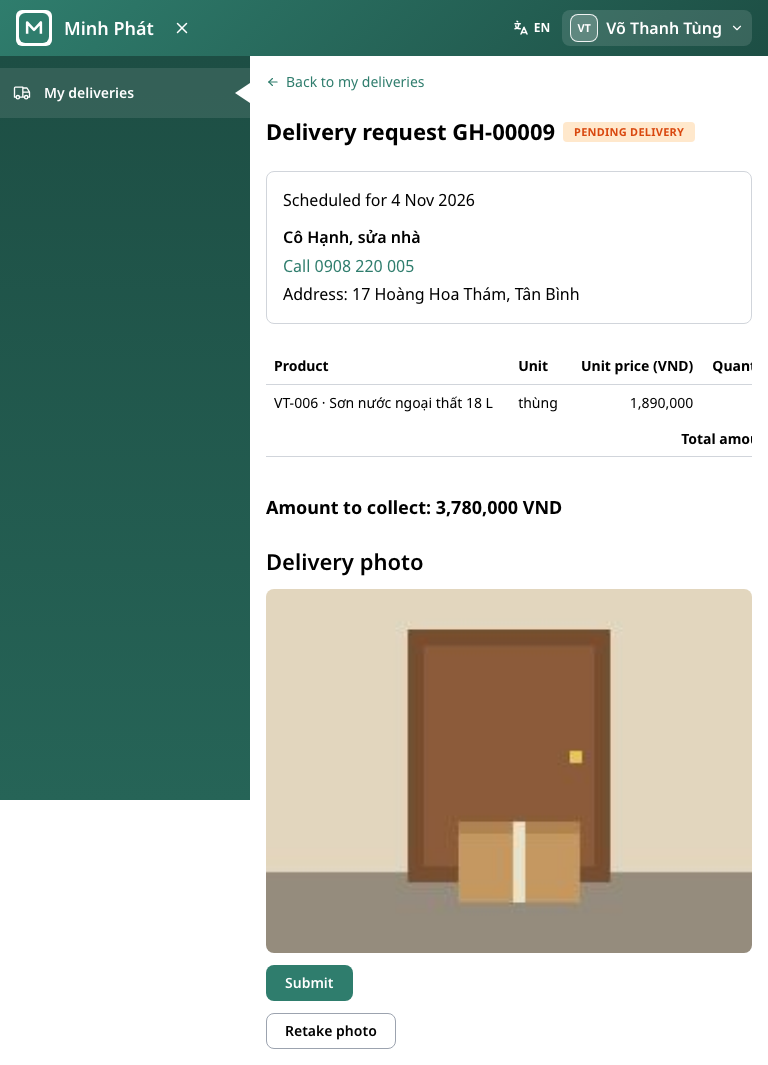 Minh Phát
EN
VT
Võ Thanh Tùng
My deliveries
Back to my deliveries
Delivery request GH-00009
PENDING DELIVERY
Scheduled for 4 Nov 2026
Cô Hạnh, sửa nhà
Call 0908 220 005
Address: 17 Hoàng Hoa Thám, Tân Bình
Product Unit Unit price (VND)
VT-006 · Sơn nước ngoại thất 18 L thùng 1,890,000
Total
Amount to collect: 3,780,000 VND
Delivery photo
Submit
Retake photo